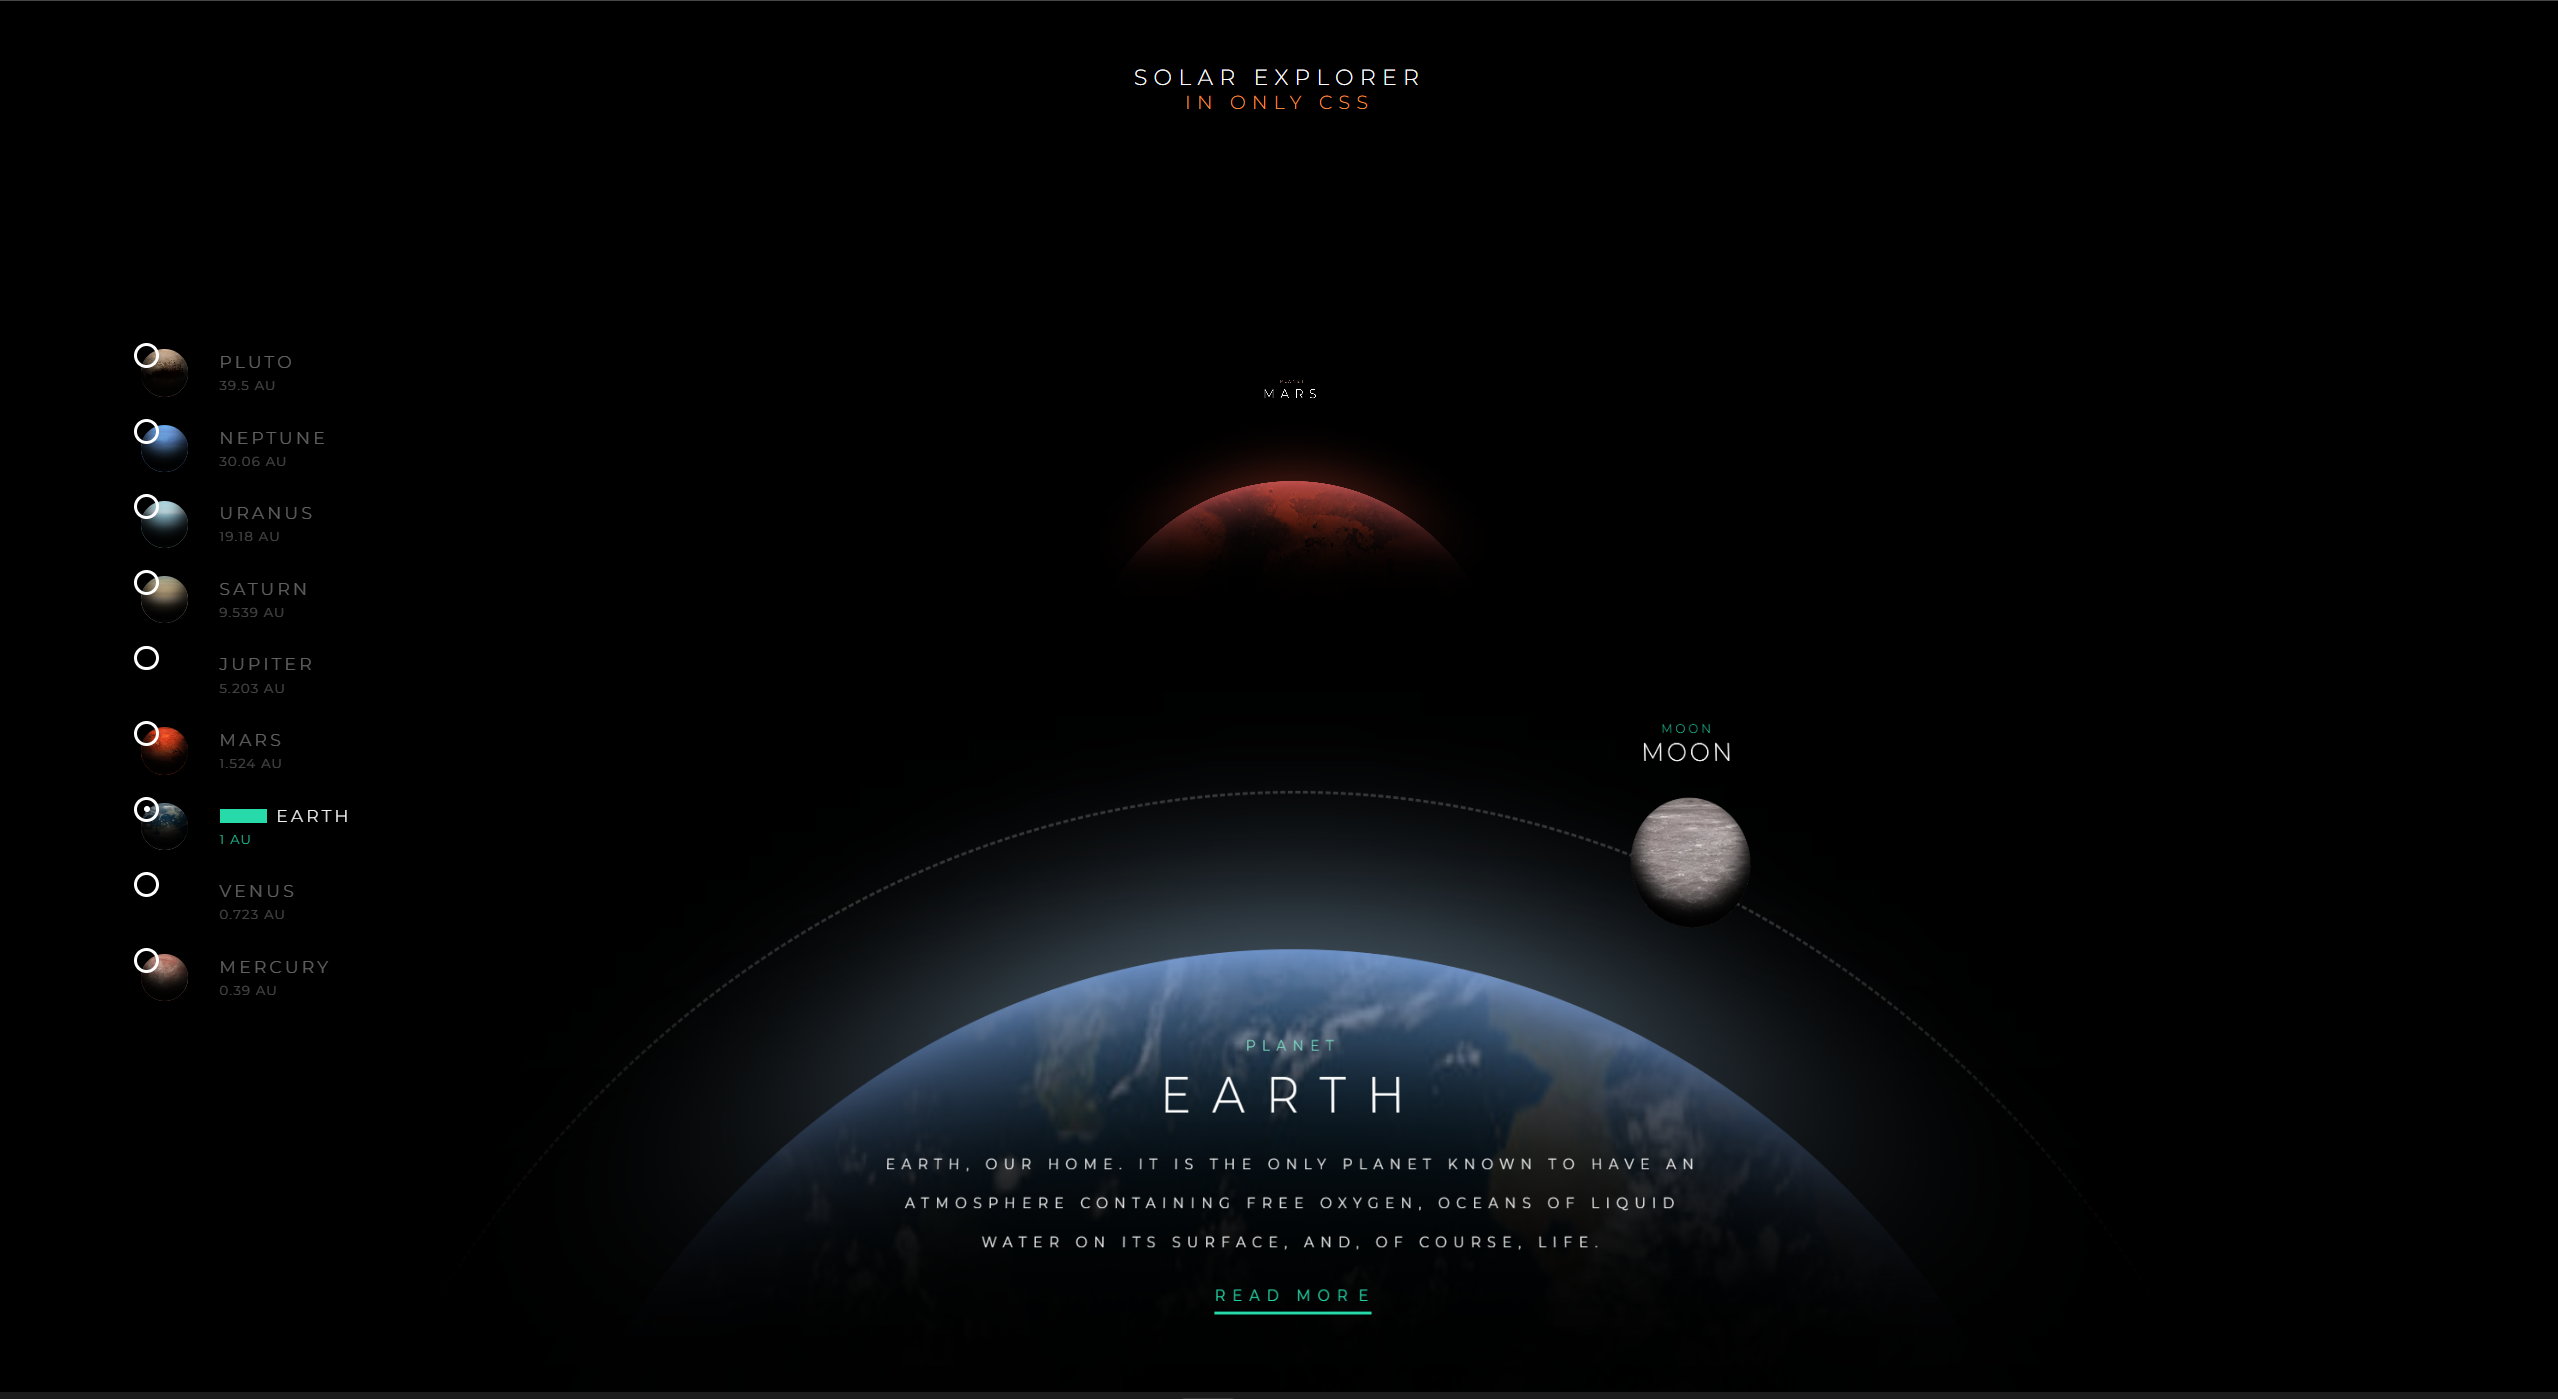 SOLAR EXPLORER
IN ONLY CSS
PLUTO
39.5 AU
NEPTUNE
30.06 AU
URANUS
19.18 AU
SATURN
9.539 AU
JUPITER
5.203 AU
MARS
1.524 AU
EARTH
1 AU
VENUS
0.723 AU
MERCURY
0.39 AU
PLANET
MARS
MOON
MOON
PLANET
EARTH
EARTH, OUR HOME. IT IS THE ONLY PLANET KNOWN TO HAVE AN
ATMOSPHERE CONTAINING FREE OXYGEN, OCEANS OF LIQUID
WATER ON ITS SURFACE, AND, OF COURSE, LIFE.
READ MORE